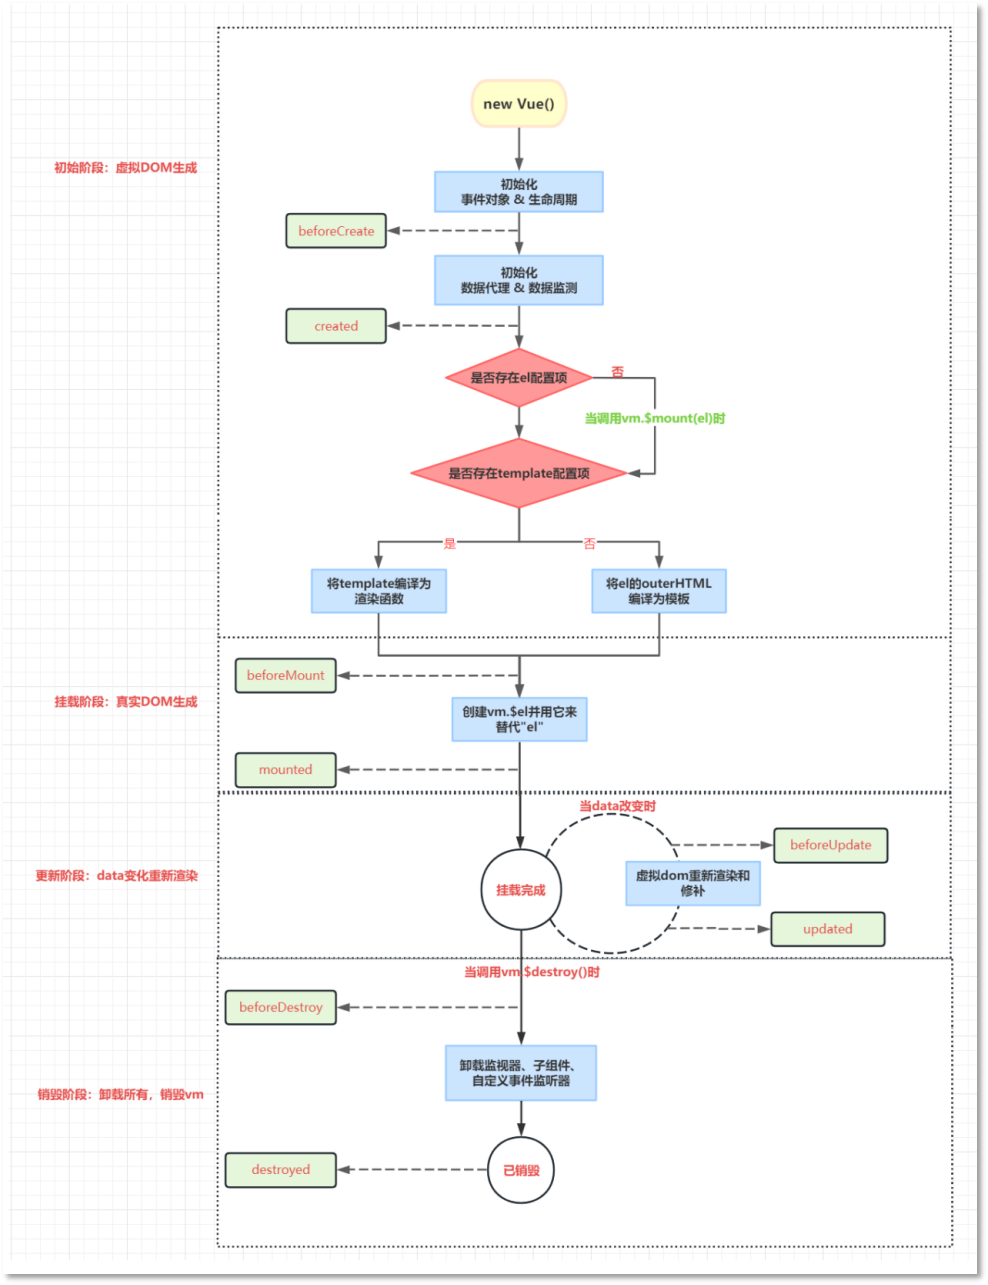 new Vue()
初始阶段：虚拟DOM生成
初始化
事件对象 & 生命周期
beforeCreate
初始化
数据代理 & 数据监测
created
是否存在el配置项
否
当调用vm.$mount(el)时
是否存在template配置项
是
否
将template编译为
渲染函数
将el的outerHTML
编译为模板
beforeMount
挂载阶段：真实DOM生成
创建vm.$el并用它来
替代"el"
mounted
当data改变时
beforeUpdate
更新阶段：data变化重新渲染
挂载完成
虚拟dom重新渲染和
修补
updated
当调用vm.$destroy()时
beforeDestroy
卸载监视器、子组件、
自定义事件监听器
销毁阶段：卸载所有，销毁vm
destroyed
已销毁